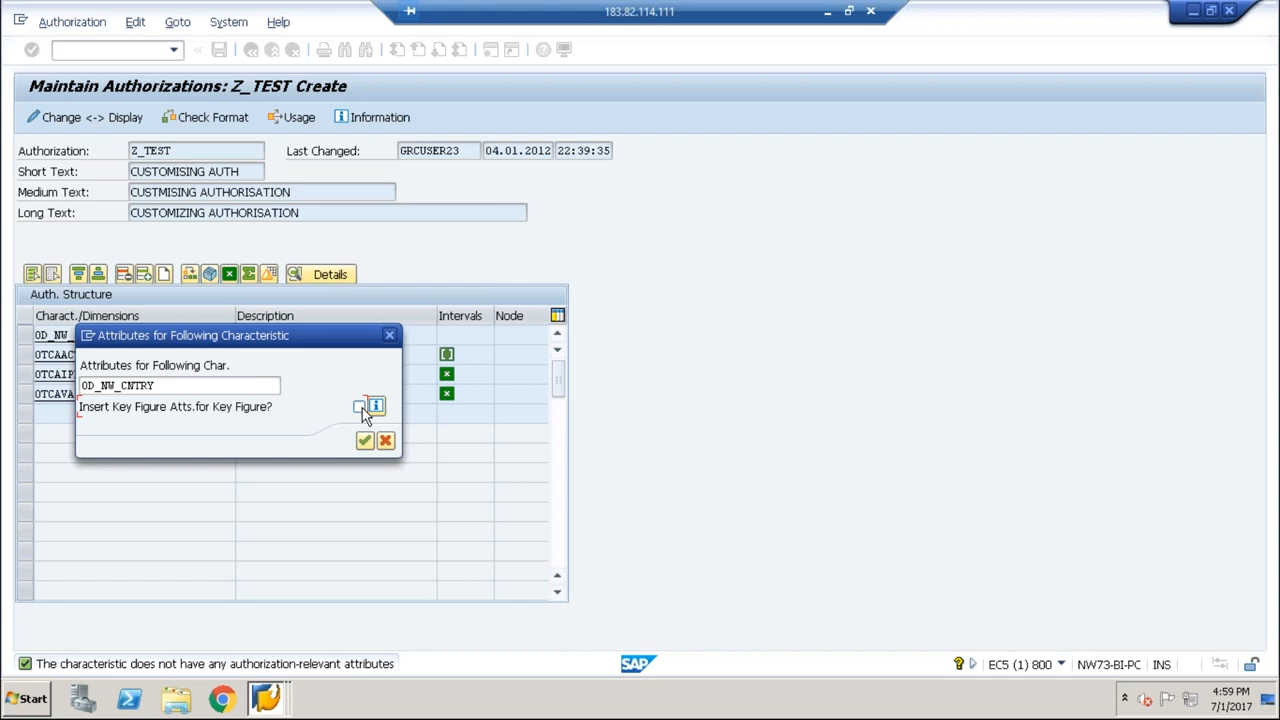 183.82.114.111
Authorization Edit Goto System Help
Maintain Authorizations: Z_TEST Create
Change <-> Display Check Format Usage Information
Authorization: Z_TEST Last Changed: GRCUSER23 04.01.2012 22:39:35
Short Text: CUSTOMISING AUTH
Medium Text: CUSTMISING AUTHORISATION
Long Text: CUSTOMIZING AUTHORISATION
Details
Auth. Structure
Charact./Dimensions Description Intervals Node
0D_NW_
Attributes for Following Characteristic
0TCAAC
Attributes for Following Char.
0TCAIP
0D_NW_CNTRY
0TCAVA
Insert Key Figure Atts.for Key Figure?
The characteristic does not have any authorization-relevant attributes
SAP
EC5 (1) 800 NW73-BI-PC INS
Start
4:59 PM
7/1/2017